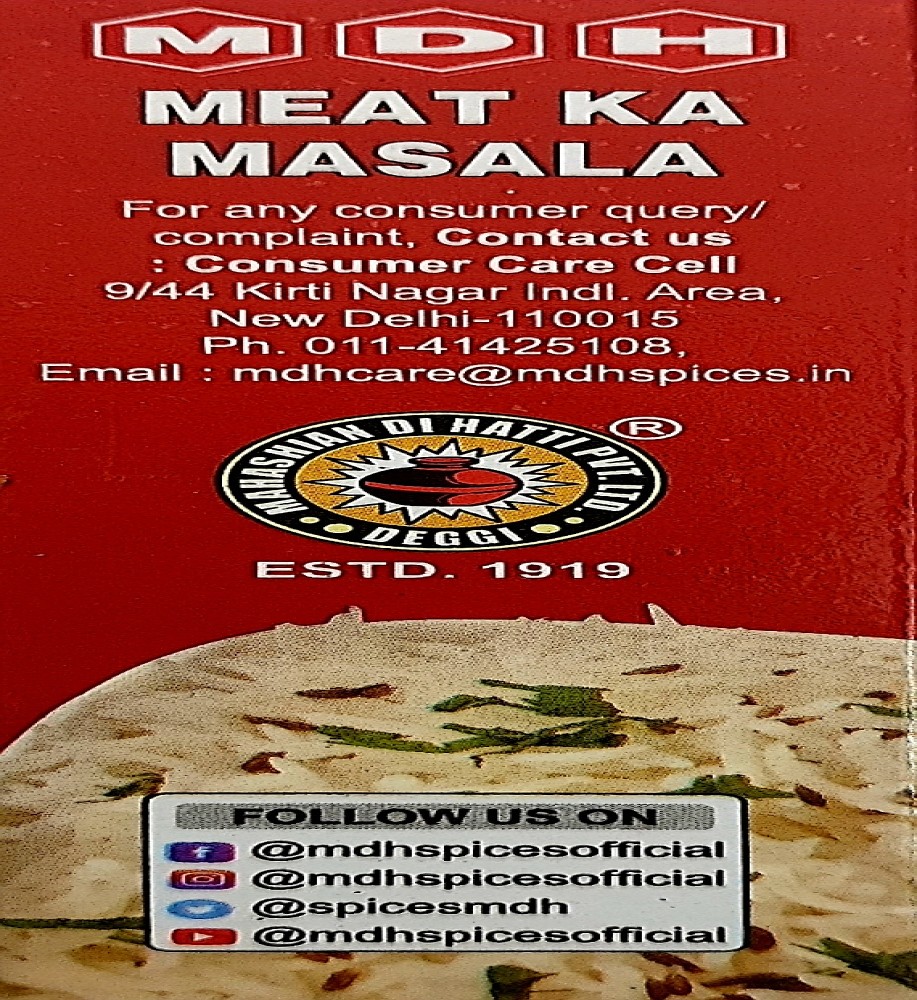 MDH
MEAT KA
MASALA
For any consumer query/
complaint, Contact us
: Consumer Care Cell
9/44 Kirti Nagar Indl. Area,
New Delhi-110015
Ph. 011-41425108,
Email : mdhcare@mdhspices.in
MAHASHIAN DI HATTI PVT. LTD.
®
DEGGI
ESTD. 1919
FOLLOW US ON
@mdhspicesofficial
@mdhspicesofficial
@spicesmdh
@mdhspicesofficial